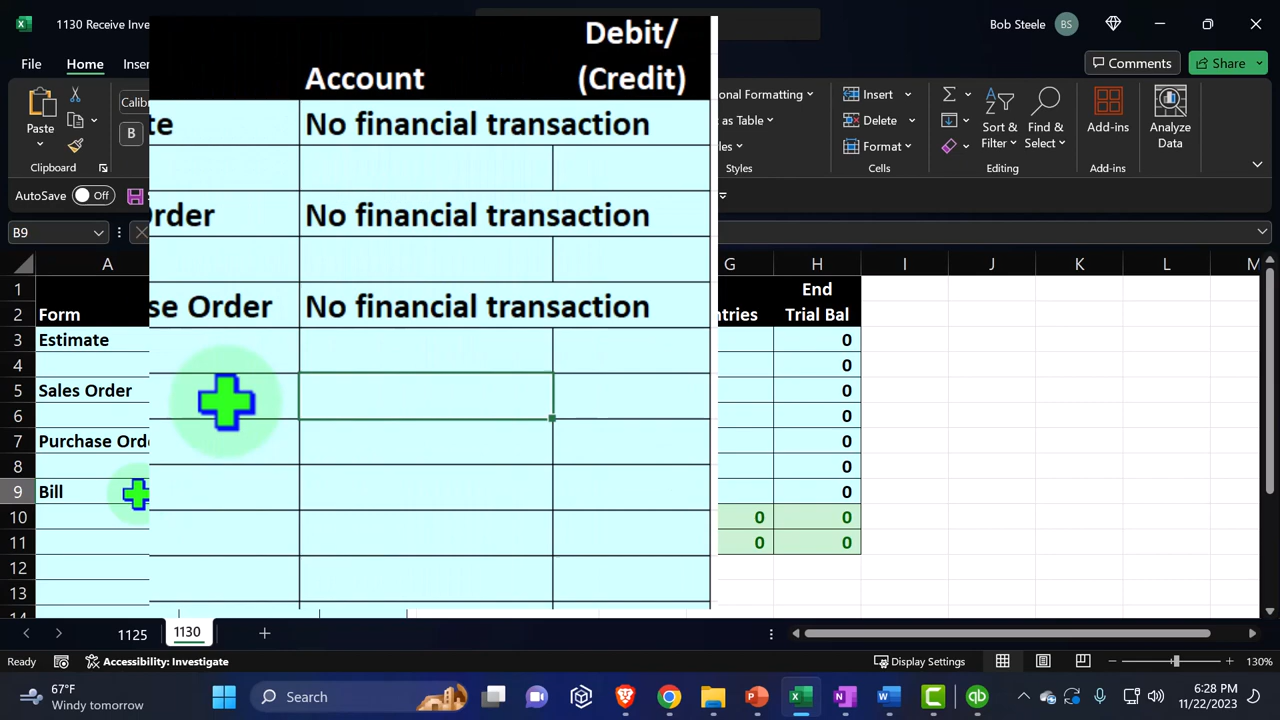 1130 Receive Inve
Bob Steele
BS
File
Home
Inser
Comments
Share
Paste
Calib
B
Clipboard
onal Formatting
as Table
les
Insert
Delete
Format
Cells
Sort &
Filter
Find &
Select
Editing
Add-ins
Add-ins
Analyze
Data
AutoSave
Off
B9
A
G
H
I
J
K
L
M
Debit/
Account
(Credit)
te
No financial transaction
Order
No financial transaction
se Order
No financial transaction
1
End
2
Form
ntries
Trial Bal
3
Estimate
0
4
0
5
Sales Order
0
6
0
7
Purchase Orde
0
8
0
9
Bill
0
10
0
0
11
0
0
12
13
14
1125
1130
Ready
Accessibility: Investigate
Display Settings
130%
67°F
Windy tomorrow
Search
6:28 PM
11/22/2023